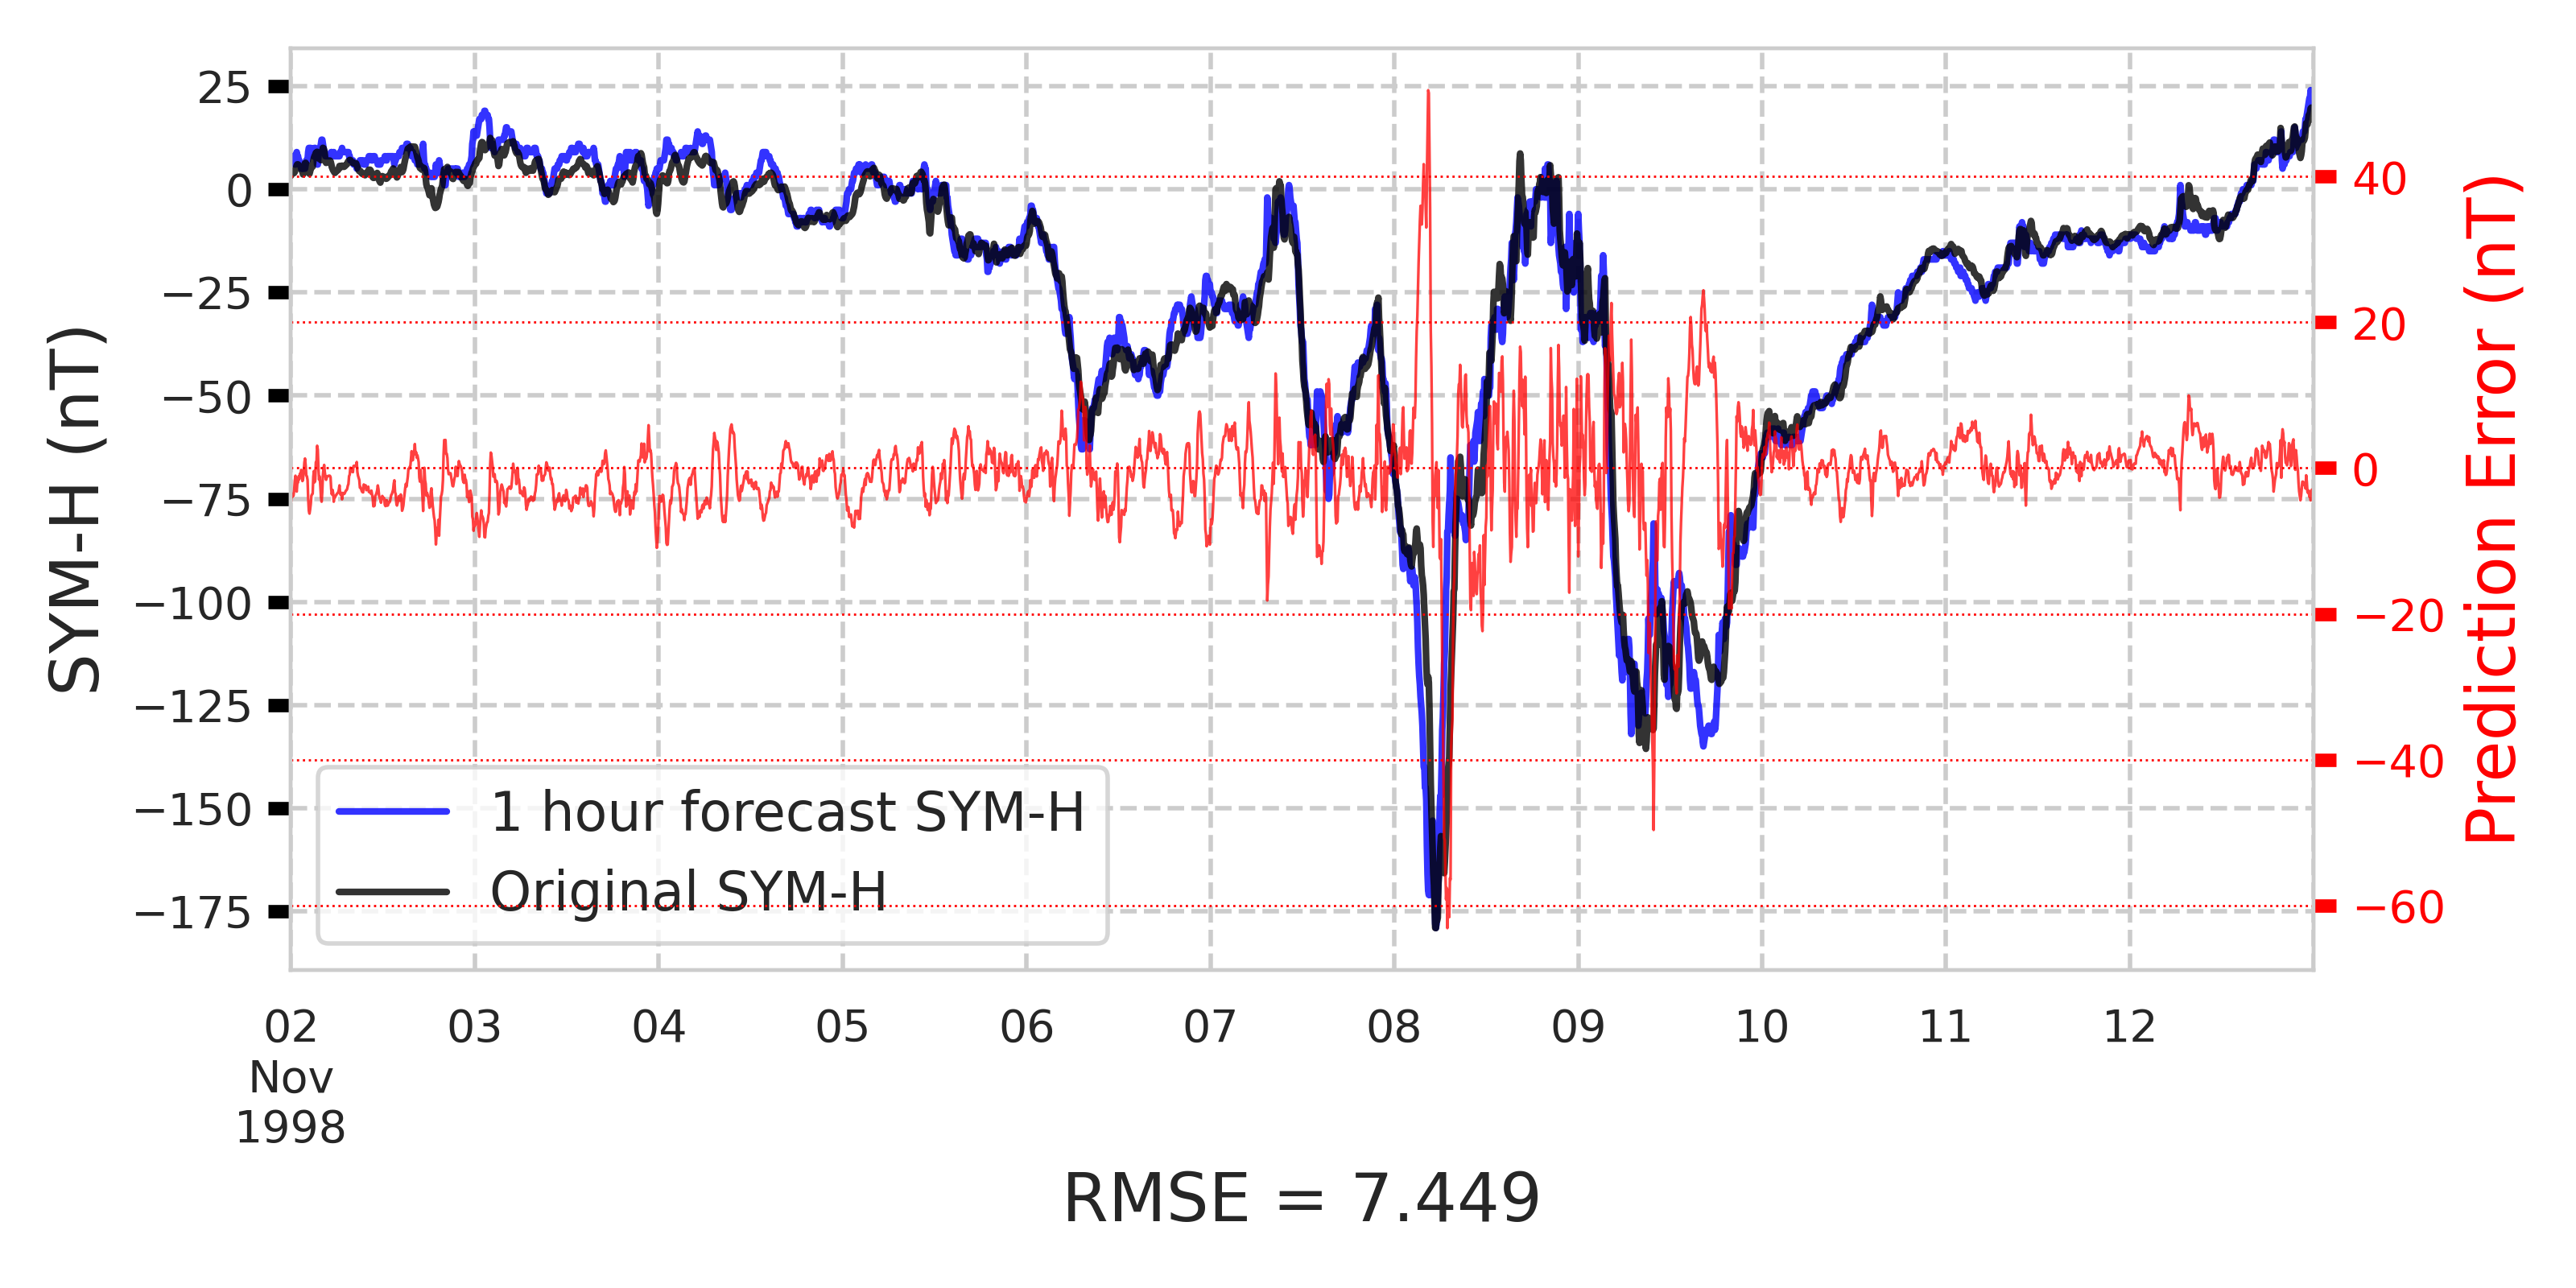 SYM-H (nT)
25
0
−25
−50
−75
−100
−125
−150
−175
1 hour forecast SYM-H
Original SYM-H
40
20
0
−20
−40
−60
Prediction Error (nT)
02 03 04 05 06 07 08 09 10 11 12
Nov
1998
RMSE = 7.449